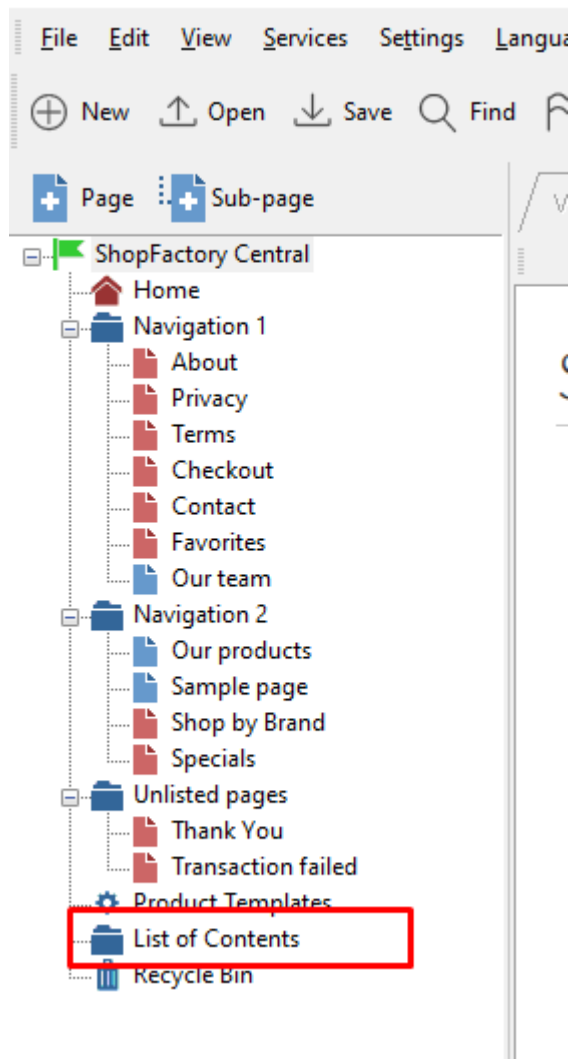 File Edit View Services Settings Langua
New Open Save Find
Page Sub-page
ShopFactory Central
Home
Navigation 1
About
Privacy
Terms
Checkout
Contact
Favorites
Our team
Navigation 2
Our products
Sample page
Shop by Brand
Specials
Unlisted pages
Thank You
Transaction failed
Product Templates
List of Contents
Recycle Bin